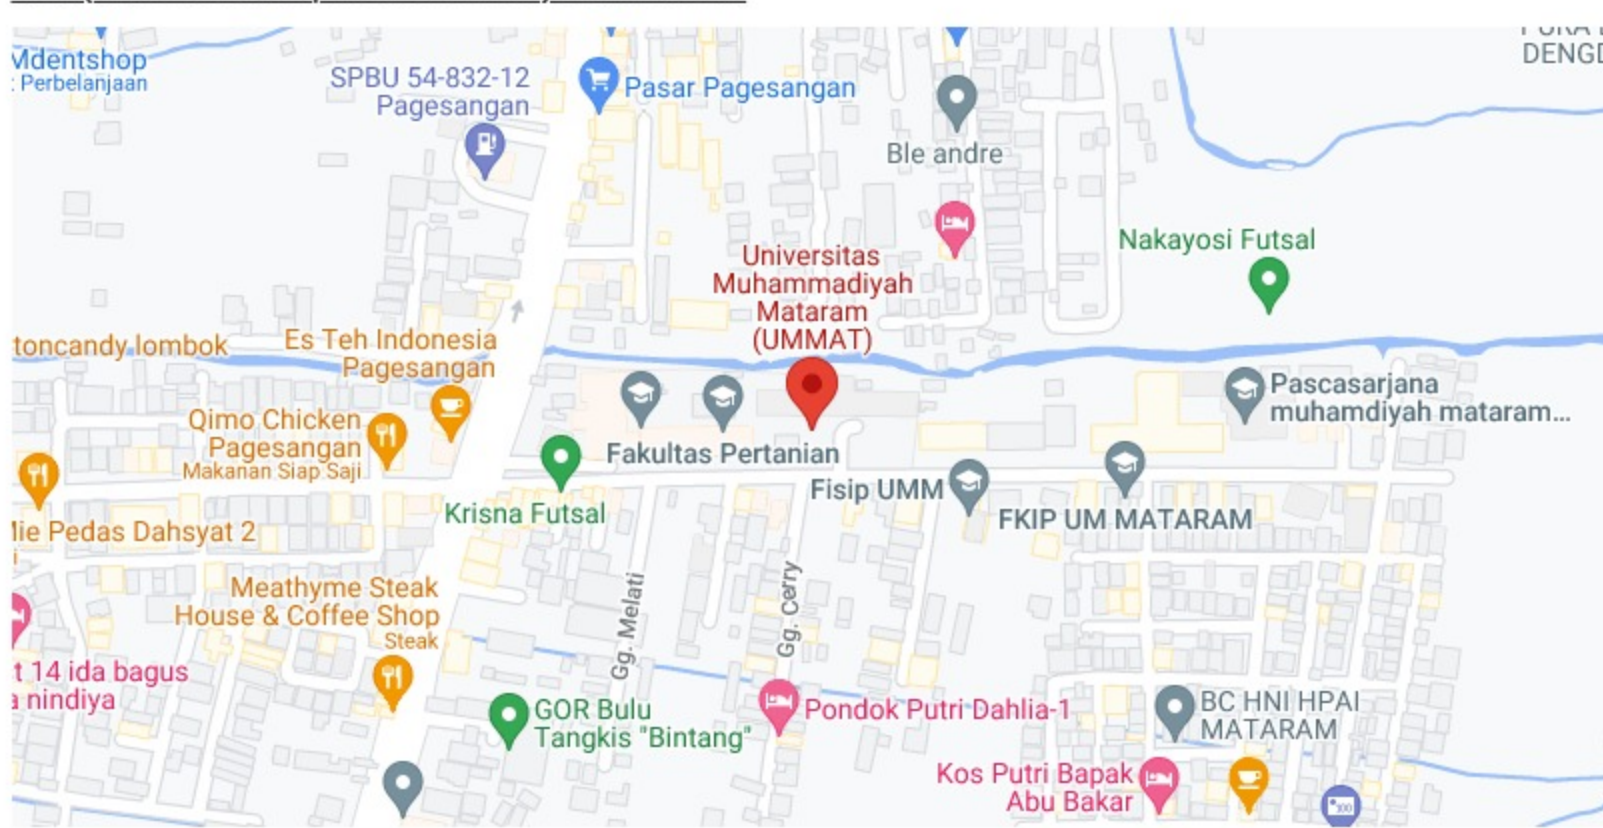 Mdentshop
Perbelanjaan
SPBU 54-832-12
Pagesangan
Pasar Pagesangan
Ble andre
DENGD
Nakayosi Futsal
Universitas
Muhammadiyah
Mataram
(UMMAT)
toncandy lombok
Es Teh Indonesia
Pagesangan
Qimo Chicken
Pagesangan
Makanan Siap Saji
Pascasarjana
muhamdiyah mataram...
Fakultas Pertanian
Fisip UMM
Krisna Futsal
FKIP UM MATARAM
Mie Pedas Dahsyat 2
Meathyme Steak
House & Coffee Shop
Steak
Gg. Melati
Gg. Cerry
t 14 ida bagus
a nindiya
GOR Bulu
Tangkis "Bintang"
Pondok Putri Dahlia-1
BC HNI HPAI
MATARAM
Kos Putri Bapak
Abu Bakar